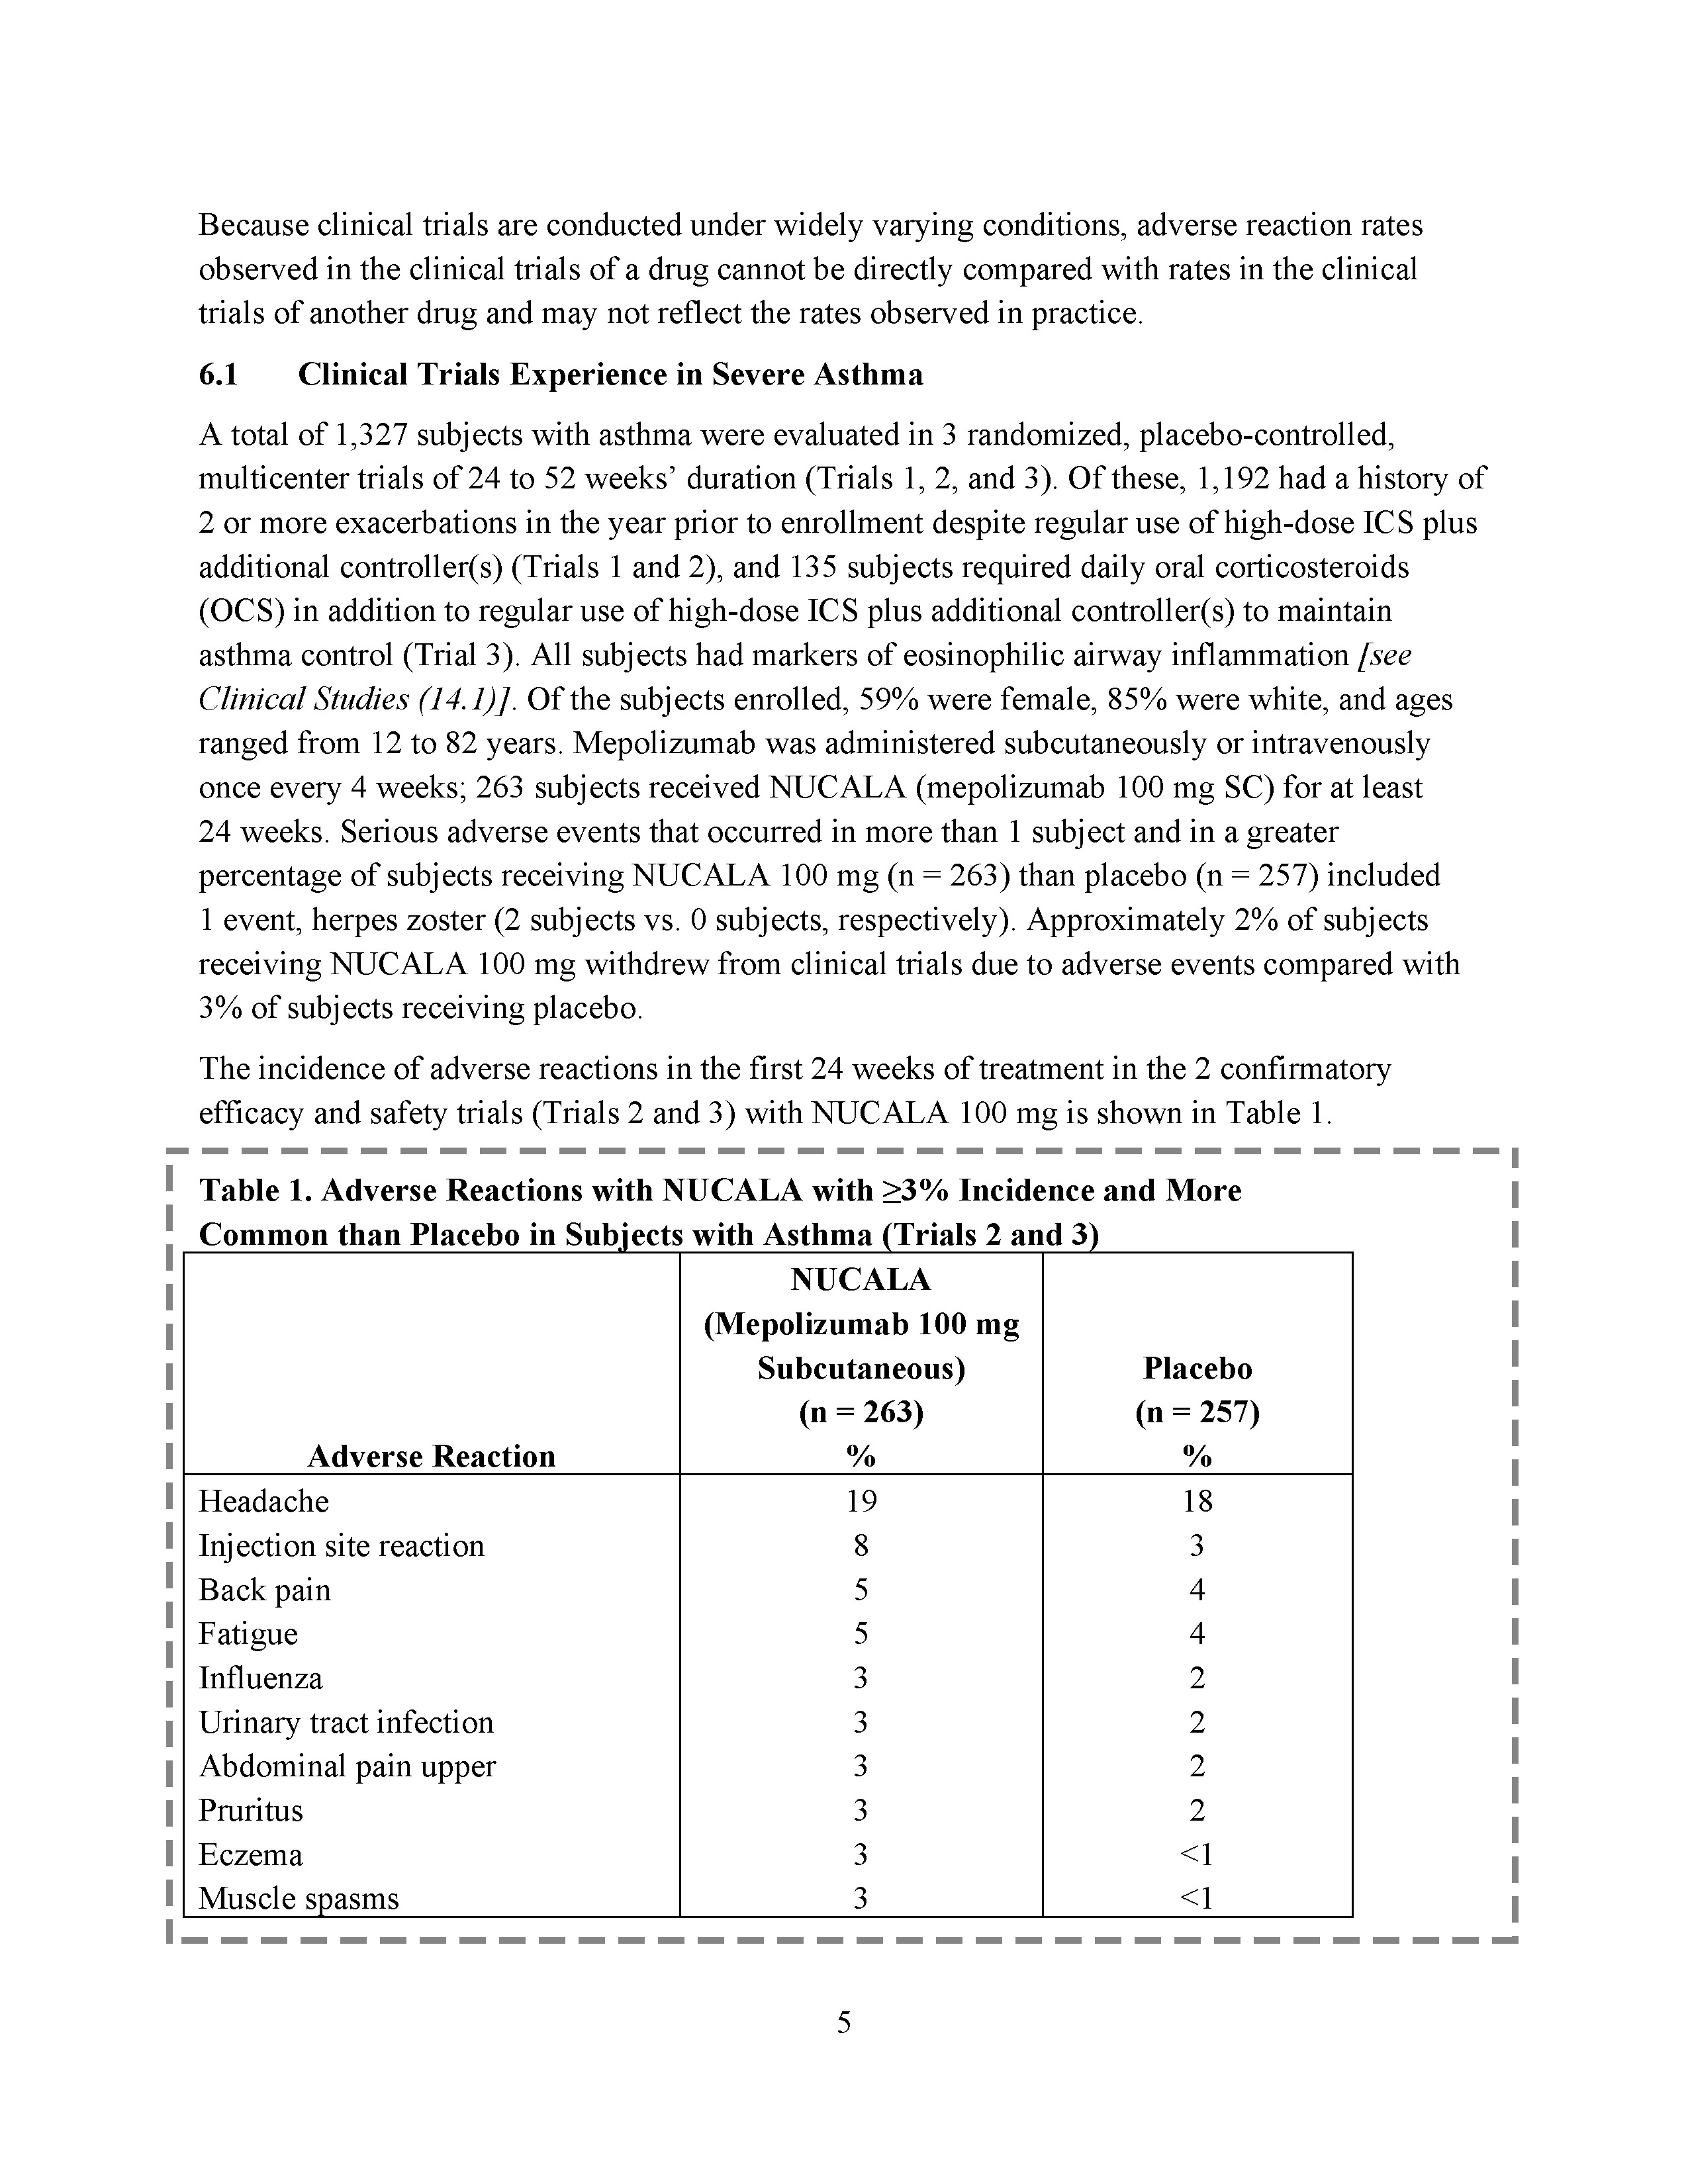 Because clinical trials are conducted under widely varying conditions, adverse reaction rates
observed in the clinical trials of a drug cannot be directly compared with rates in the clinical
trials of another drug and may not reflect the rates observed in practice.
6.1 Clinical Trials Experience in Severe Asthma
A total of 1,327 subjects with asthma were evaluated in 3 randomized, placebo-controlled,
multicenter trials of 24 to 52 weeks’ duration (Trials 1, 2, and 3). Of these, 1,192 had a history of
2 or more exacerbations in the year prior to enrollment despite regular use of high-dose ICS plus
additional controller(s) (Trials 1 and 2), and 135 subjects required daily oral corticosteroids
(OCS) in addition to regular use of high-dose ICS plus additional controller(s) to maintain
asthma control (Trial 3). All subjects had markers of eosinophilic airway inflammation [see
Clinical Studies (14.1)]. Of the subjects enrolled, 59% were female, 85% were white, and ages
ranged from 12 to 82 years. Mepolizumab was administered subcutaneously or intravenously
once every 4 weeks; 263 subjects received NUCALA (mepolizumab 100 mg SC) for at least
24 weeks. Serious adverse events that occurred in more than 1 subject and in a greater
percentage of subjects receiving NUCALA 100 mg (n = 263) than placebo (n = 257) included
1 event, herpes zoster (2 subjects vs. 0 subjects, respectively). Approximately 2% of subjects
receiving NUCALA 100 mg withdrew from clinical trials due to adverse events compared with
3% of subjects receiving placebo.
The incidence of adverse reactions in the first 24 weeks of treatment in the 2 confirmatory
efficacy and safety trials (Trials 2 and 3) with NUCALA 100 mg is shown in Table 1.
Table 1. Adverse Reactions with NUCALA with ≥3% Incidence and More
Common than Placebo in Subjects with Asthma (Trials 2 and 3)
NUCALA
(Mepolizumab 100 mg
Subcutaneous) Placebo
(n = 263) (n = 257)
Adverse Reaction % %
Headache 19 18
Injection site reaction 8 3
Back pain 5 4
Fatigue 5 4
Influenza 3 2
Urinary tract infection 3 2
Abdominal pain upper 3 2
Pruritus 3 2
Eczema 3 <1
Muscle spasms 3 <1
5